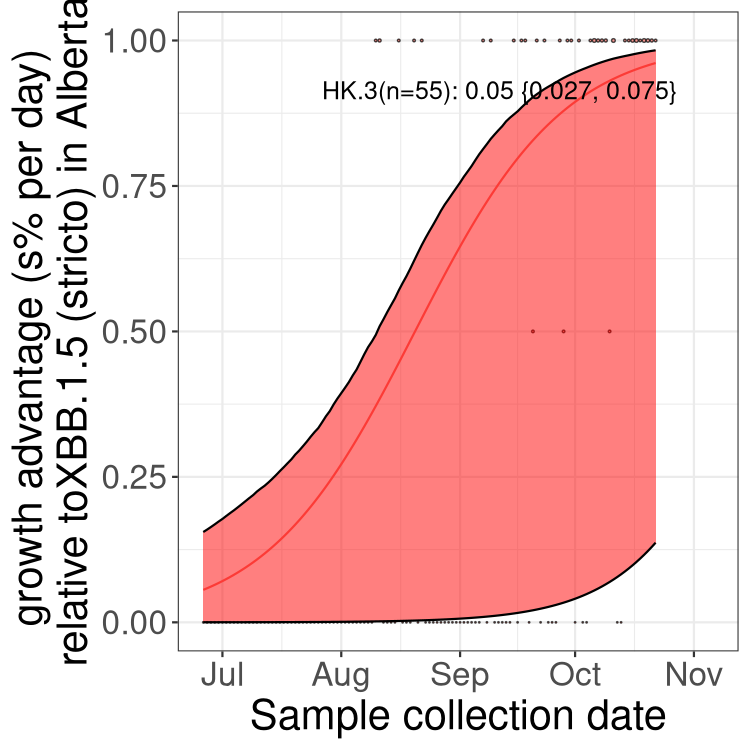 growth advantage (s% per day)
relative toXBB.1.5 (stricto) in Alberta
1.00
0.75
0.50
0.25
0.00
HK.3(n=55): 0.05 {0.027, 0.075}
Jul Aug Sep Oct Nov
Sample collection date